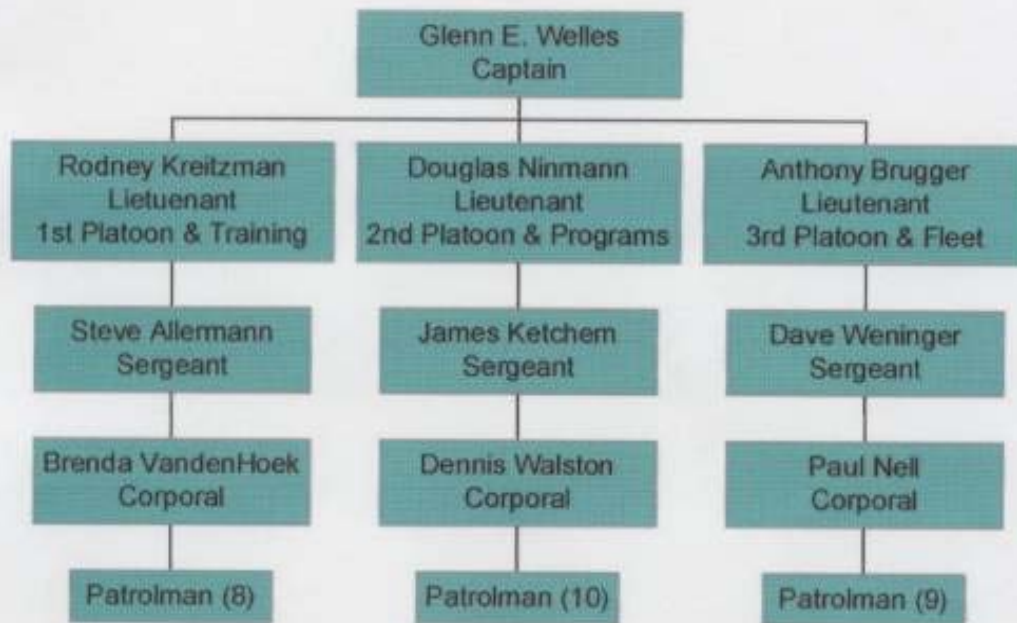 Glenn E. Welles
Captain
Rodney Kreitzman
Lietuenant
1st Platoon & Training
Douglas Ninmann
Lieutenant
2nd Platoon & Programs
Anthony Brugger
Lieutenant
3rd Platoon & Fleet
Steve Allermann
Sergeant
James Ketchem
Sergeant
Dave Weninger
Sergeant
Brenda VandenHoek
Corporal
Dennis Walston
Corporal
Paul Nell
Corporal
Patrolman (8)
Patrolman (10)
Patrolman (9)